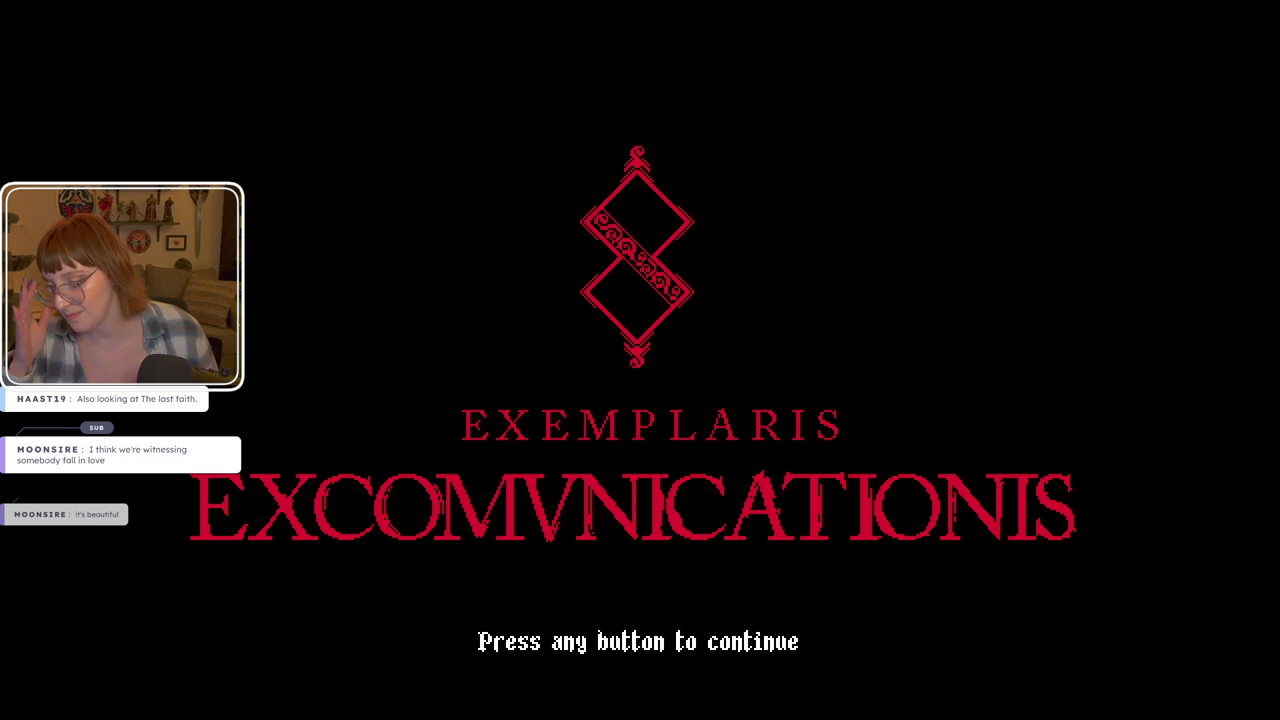 HAAST19 : Also looking at The last faith.
SUB
MOONSIRE : I think we're witnessing
somebody fall in love
MOONSIRE : it's beautiful
EXEMPLARIS
EXCOMVNICATIONIS
Press any button to continue